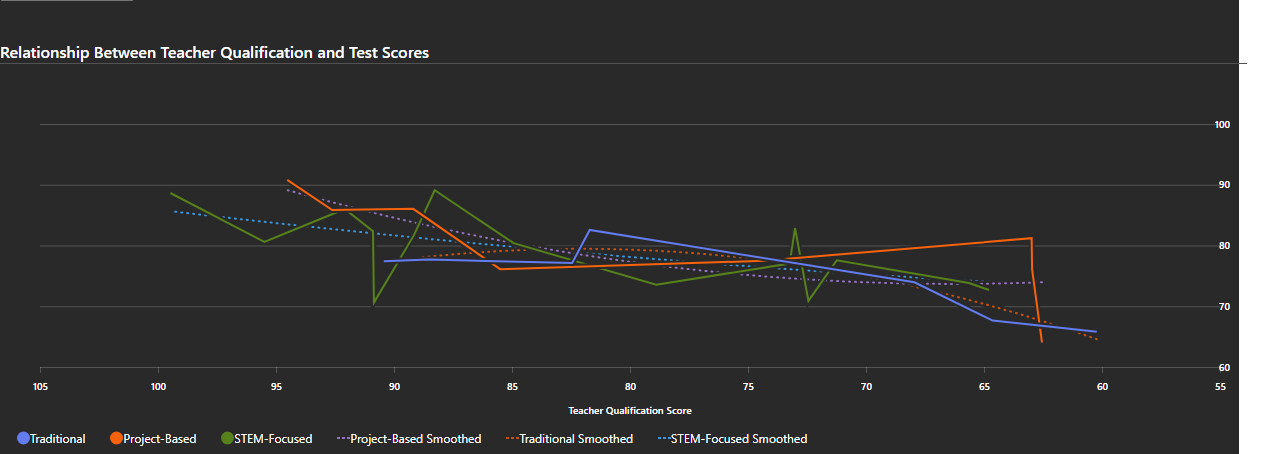 Relationship Between Teacher Qualification and Test Scores
100
90
80
70
60
105 100 95 90 85 80 75 70 65 60 55
Teacher Qualification Score
Traditional Project-Based STEM-Focused Project-Based Smoothed Traditional Smoothed STEM-Focused Smoothed